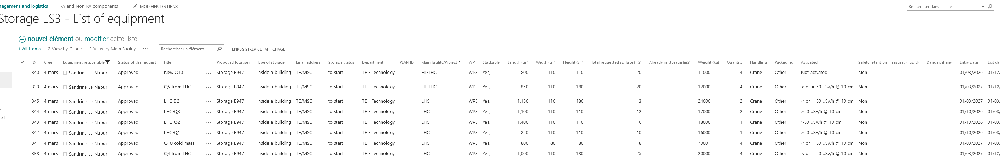 nagement and logistics RA and Non RA components MODIFIER LES LIENS Rechercher dans ce site
Storage LS3 - List of equipment
nouvel élément ou modifier cette liste
1-All Items 2-View by Group 3-View by Main Facility ... Rechercher un élément ENREGISTRER CET AFFICHAGE
ID Créé Equipment responsible Status of the request Title Proposed location Type of storage Email address Storage status Department PLAN ID Main facility/Project WP Stackable Length (cm) Width (cm) Height (cm) Total requested surface (m2) Already in storage (m2) Weight (kg) Quantity Handling Packaging Activated Safety retention measures (liquid) Danger, if any Entry date Exit dat
340 4 mars Sandrine Le Naour Approved New Q10 ... Storage B947 Inside a building TE/MSC to start TE - Technology HL-LHC WP3 Yes, 800 110 110 20 11000 4 Crane Other Not actvated Non 01/03/2026 01/12/
339 4 mars Sandrine Le Naour Approved Q5 from LHC ... Storage B947 Inside a building TE/MSC to start TE - Technology HL-LHC WP3 Yes, 850 110 180 20 12000 4 Crane Other < or = 50 µSv/h @ 10 cm Non 01/03/2027 01/12/
345 4 mars Sandrine Le Naour Approved LHC D2 ... Storage B947 Inside a building TE/MSC to start TE - Technology LHC WP3 Yes, 1,150 110 180 13 24000 2 Crane Other < or = 50 µSv/h @ 10 cm Non 01/03/2027 01/03/
344 4 mars Sandrine Le Naour Approved LHC-Q3 ... Storage B947 Inside a building TE/MSC to start TE - Technology LHC WP3 Yes, 1,100 110 110 12 17000 2 Crane Other >50 µSv/h @ 10 cm Non 01/10/2026 01/03/
nd
343 4 mars Sandrine Le Naour Approved LHC-Q2 ... Storage B947 Inside a building TE/MSC to start TE - Technology LHC WP3 Yes, 1,400 110 110 16 18000 1 Crane Other >50 µSv/h @ 10 cm Non 01/10/2026 01/03/
342 4 mars Sandrine Le Naour Approved LHC-Q1 ... Storage B947 Inside a building TE/MSC to start TE - Technology LHC WP3 Yes, 850 110 110 10 16000 1 Crane Other >50 µSv/h @ 10 cm Non 01/10/2026 01/03/
341 4 mars Sandrine Le Naour Approved Q10 cold mass ... Storage B947 Inside a building TE/MSC to start TE - Technology LHC WP3 Yes, 800 80 80 18 7000 4 Crane Other < or = 50 µSv/h @ 10 cm Non 01/03/2027 01/03/
338 4 mars Sandrine Le Naour Approved Q4 from LHC ... Storage B947 Inside a building TE/MSC to start TE - Technology LHC WP3 Yes, 1,000 110 180 25 20000 4 Crane Other < or = 50 µSv/h @ 10 cm Non 01/03/2027 01/12/